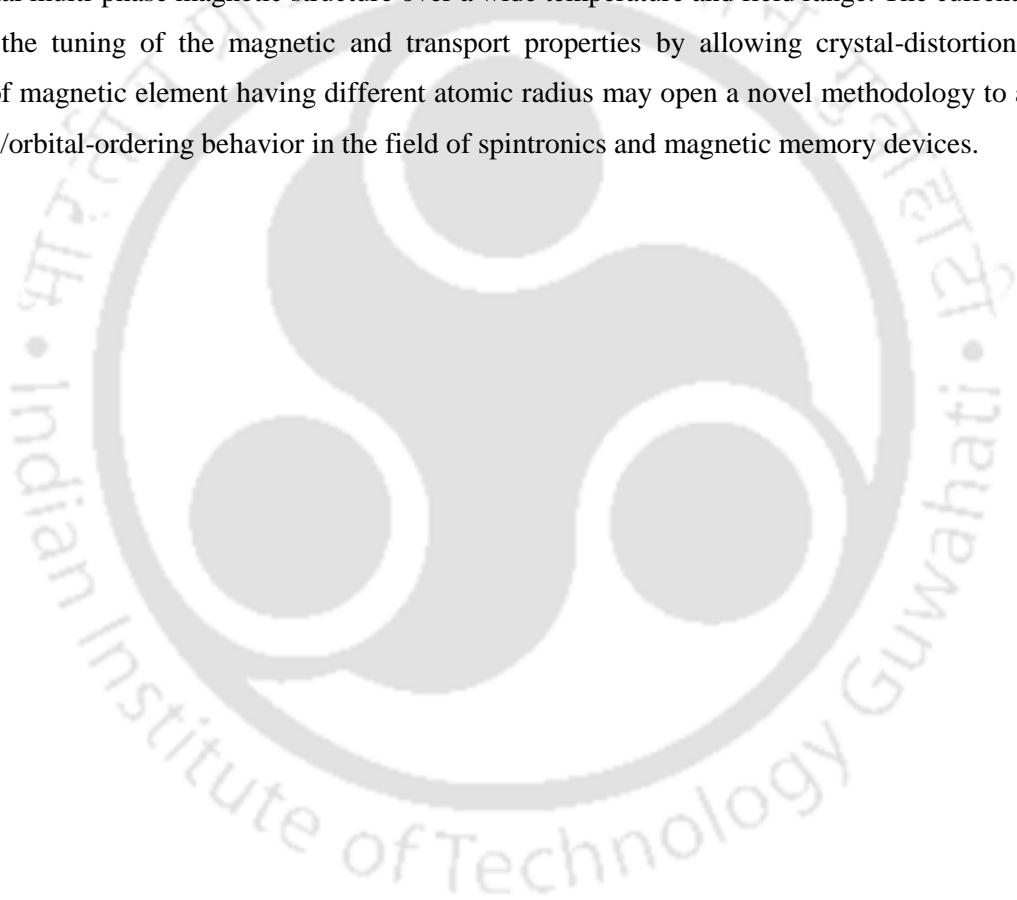 al multi-phase magnetic structure over a wide temperature and field range. The current
the tuning of the magnetic and transport properties by allowing crystal-distortion
f magnetic element having different atomic radius may open a novel methodology to a
/orbital-ordering behavior in the field of spintronics and magnetic memory devices.
• Indian Institute of Technology Guwahati •